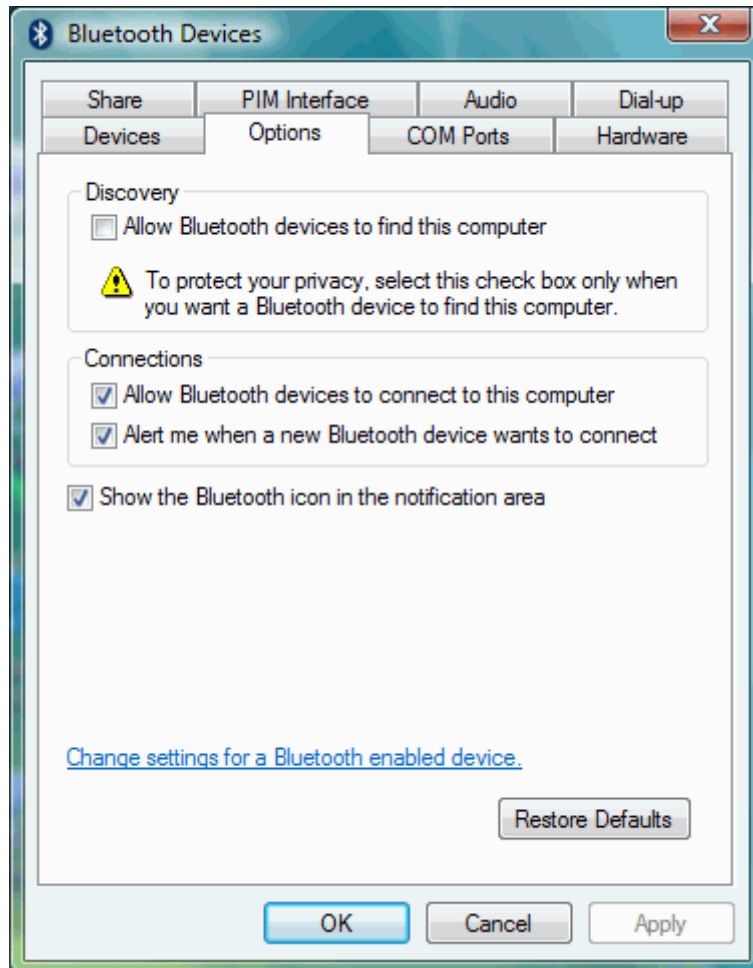 Bluetooth Devices
Share PIM Interface Audio Dial-up
Devices Options COM Ports Hardware
Discovery
Allow Bluetooth devices to find this computer
To protect your privacy, select this check box only when
you want a Bluetooth device to find this computer.
Connections
Allow Bluetooth devices to connect to this computer
Alert me when a new Bluetooth device wants to connect
Show the Bluetooth icon in the notification area
Change settings for a Bluetooth enabled device.
Restore Defaults
OK Cancel Apply